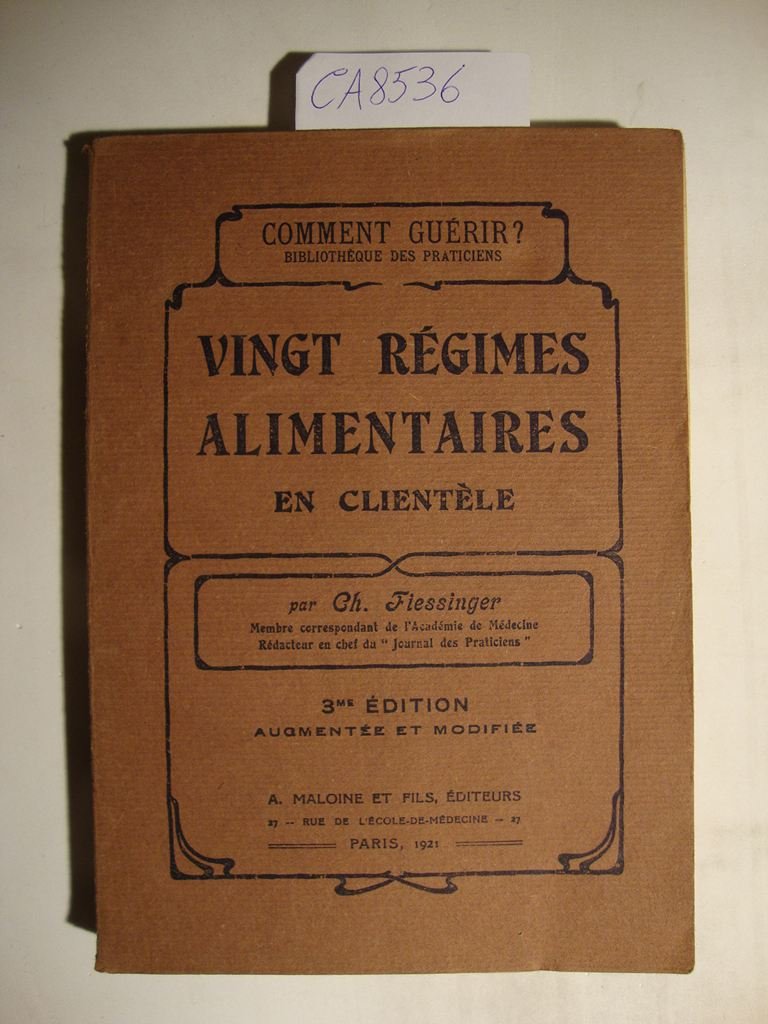 CA8536
COMMENT GUÉRIR?
BIBLIOTHÈQUE DES PRATICIENS
VINGT RÉGIMES
ALIMENTAIRES
EN CLIENTÈLE
par Ch. Fiessinger
Membre correspondant de l'Académie de Médecine
Rédacteur en chef du " Journal des Praticiens "
3ME ÉDITION
AUGMENTÉE ET MODIFIÉE
A. MALOINE ET FILS, ÉDITEURS
27 -- RUE DE L'ÉCOLE-DE-MÉDECINE -- 27
PARIS, 1921